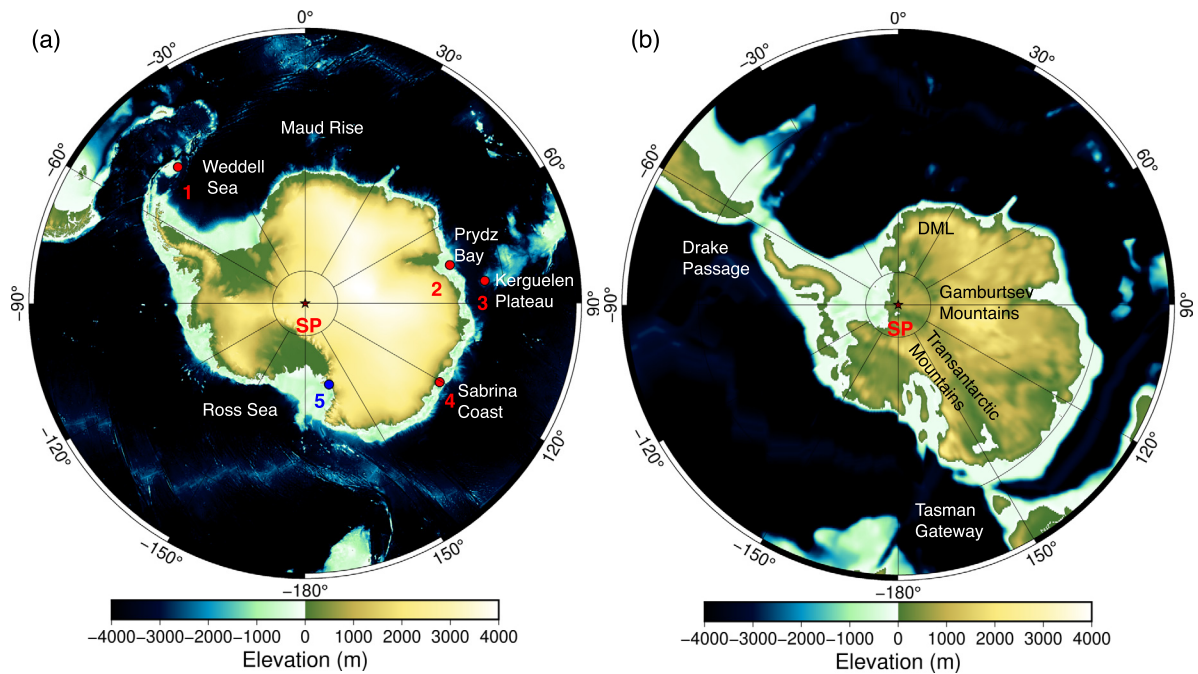 (a)
0°
30°
60°
90°
120°
150°
−180°
−150°
−120°
−90°
−60°
−30°
Maud Rise
Weddell
Sea
1
Prydz
Bay
2
Kerguelen
Plateau
3
SP
Sabrina
Coast
4
5
Ross Sea
−4000 −3000 −2000 −1000 0 1000 2000 3000 4000
Elevation (m)
(b)
0°
30°
60°
90°
120°
150°
−180°
−150°
−120°
−90°
−60°
−30°
DML
Drake
Passage
Gamburtsev
Mountains
SP
Transantarctic
Mountains
Tasman
Gateway
−4000 −3000 −2000 −1000 0 1000 2000 3000 4000
Elevation (m)